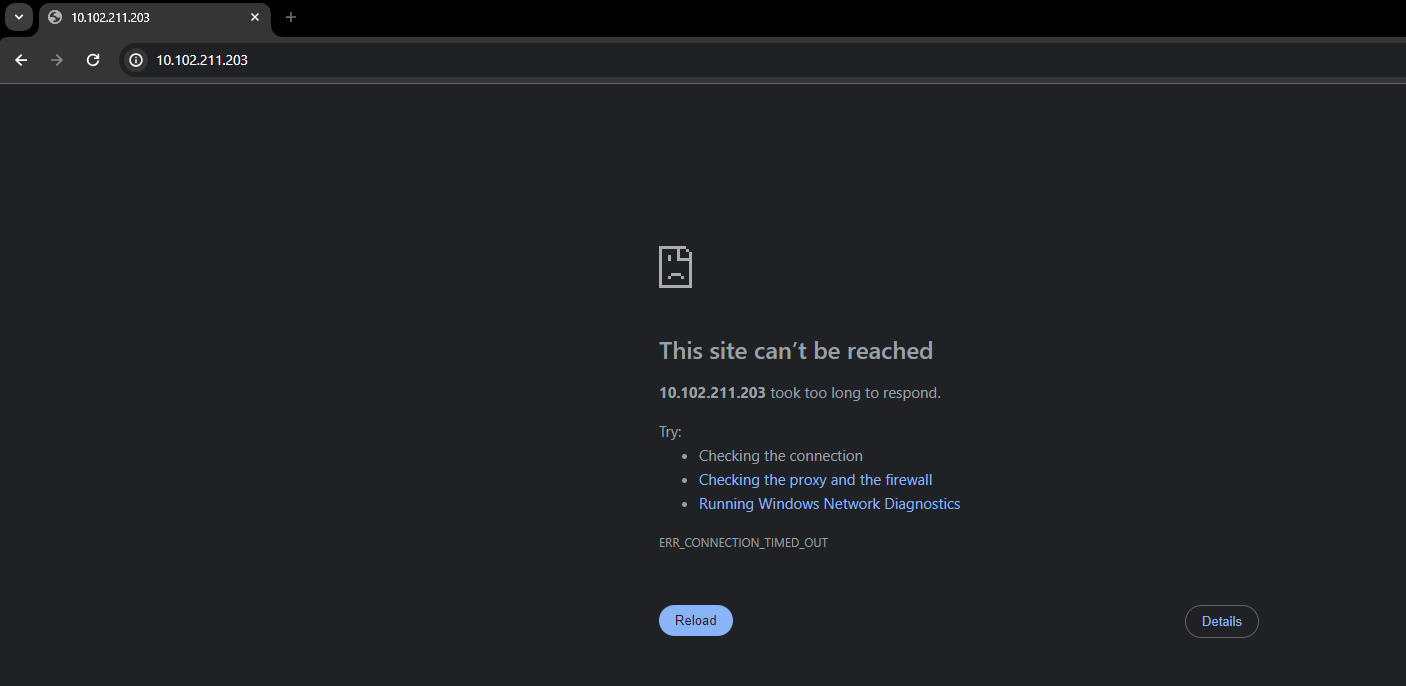 10.102.211.203
10.102.211.203
This site can’t be reached
10.102.211.203 took too long to respond.
Try:
Checking the connection
Checking the proxy and the firewall
Running Windows Network Diagnostics
ERR_CONNECTION_TIMED_OUT
Reload
Details